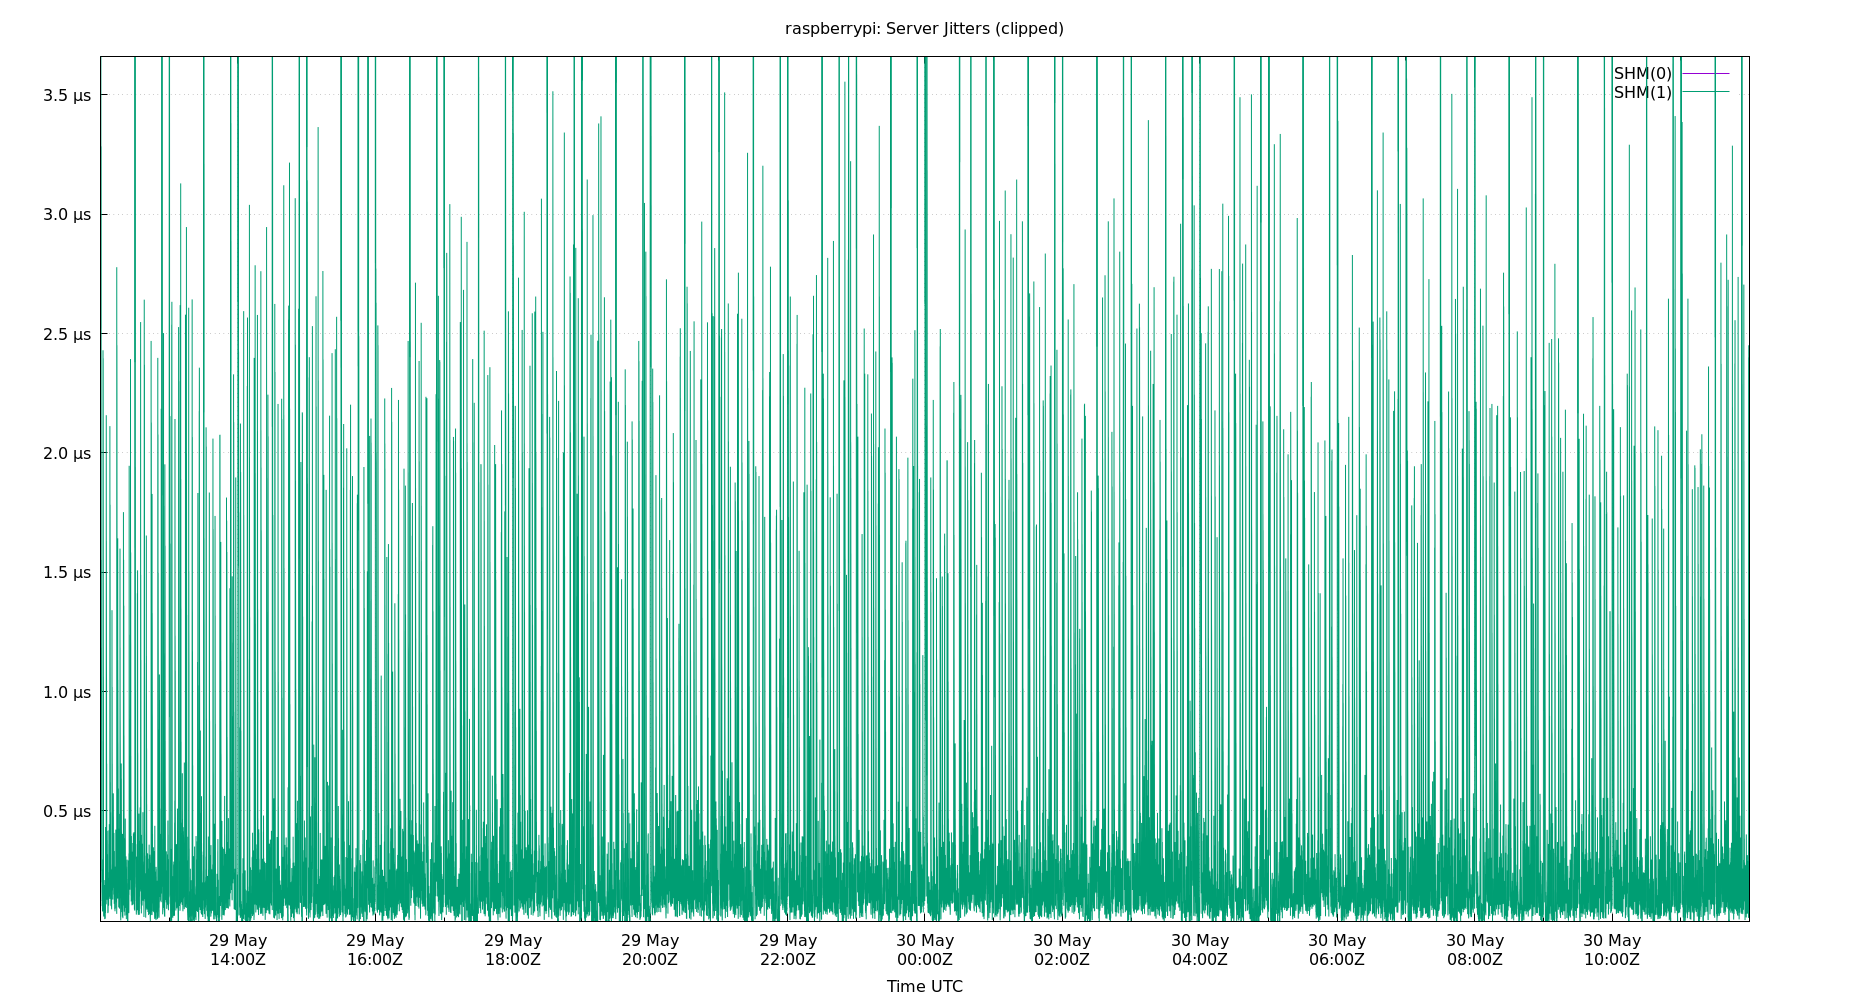 raspberrypi: Server Jitters (clipped)
SHM(0)
SHM(1)
3.5 µs
3.0 µs
2.5 µs
2.0 µs
1.5 µs
1.0 µs
0.5 µs
29 May 29 May 29 May 29 May 29 May 30 May 30 May 30 May 30 May 30 May 30 May
14:00Z 16:00Z 18:00Z 20:00Z 22:00Z 00:00Z 02:00Z 04:00Z 06:00Z 08:00Z 10:00Z
Time UTC